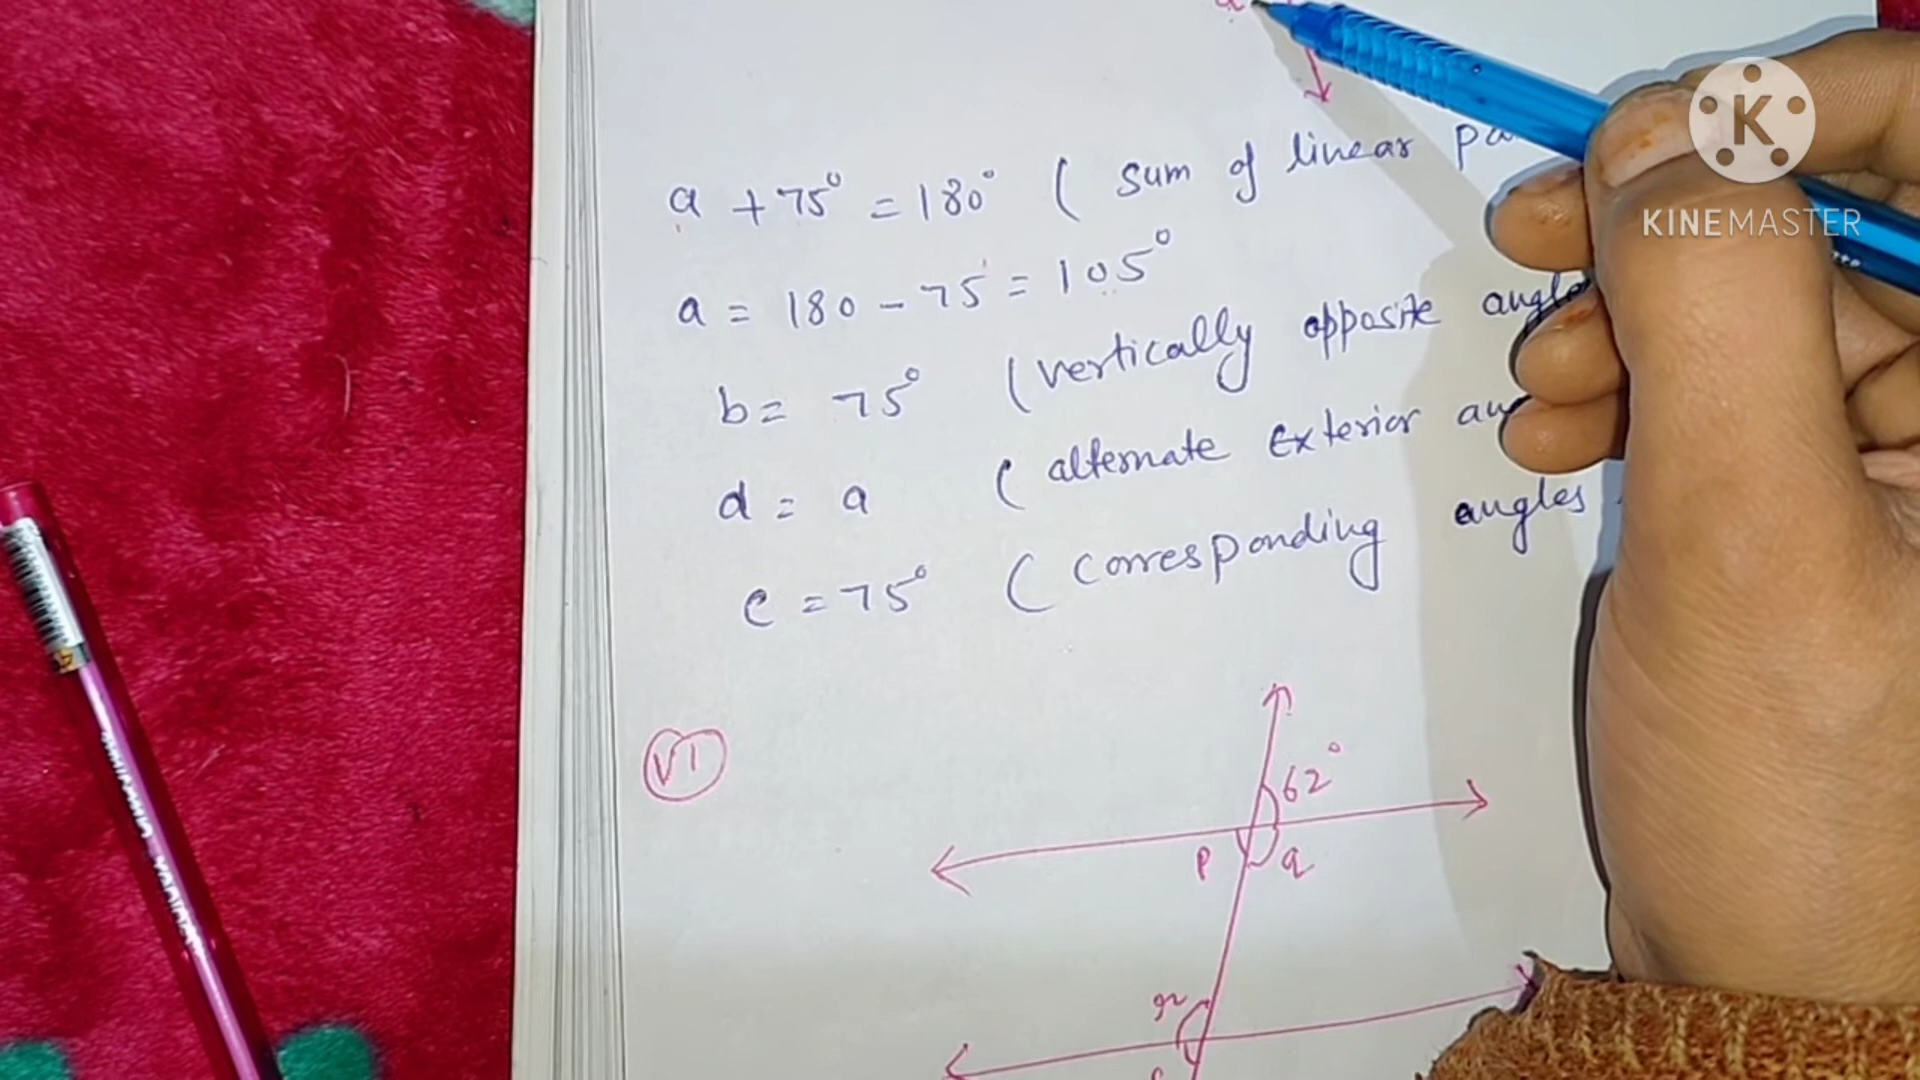 a + 75° = 180° ( sum of linear
a = 180 - 75 = 105°
b = 75° (vertically opposite angle
d = a (alternate exterior
c = 75° (corresponding angles
VI
62°
P q
r
K
KINEMASTER